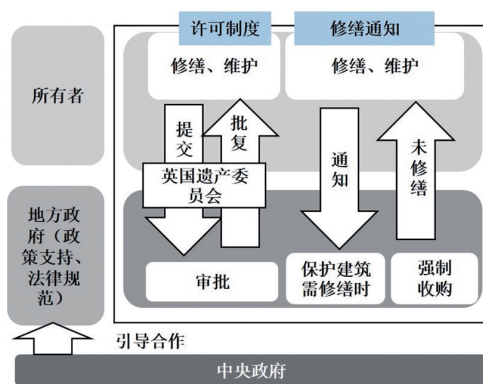 许可制度
修缮通知
所有者
修缮、维护
修缮、维护
提交
批复
通知
未修缮
英国遗产委
员会
地方政
府（政
策支持、
法律规
范）
审批
保护建筑
需修缮时
强制
收购
引导合作
中央政府